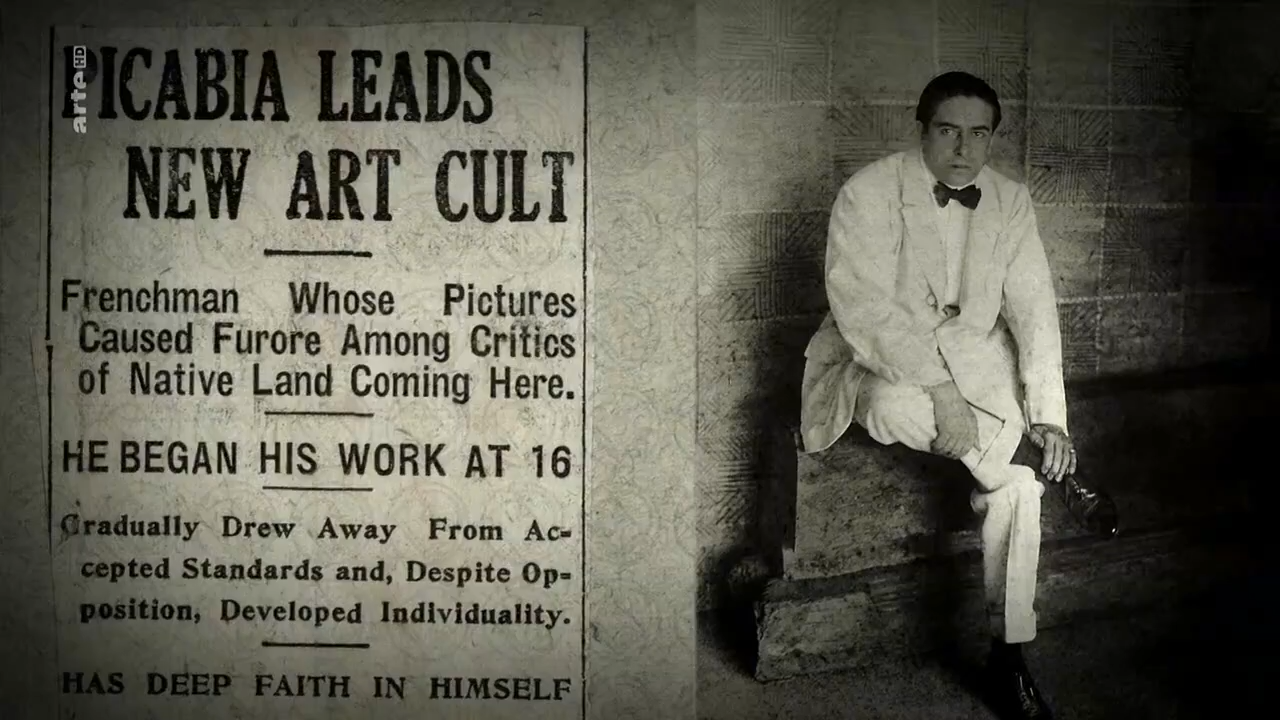 PICABIA LEADS
NEW ART CULT
Frenchman Whose Pictures
Caused Furore Among Critics
of Native Land Coming Here.
HE BEGAN HIS WORK AT 16
Gradually Drew Away From Ac-
cepted Standards and, Despite Op-
position, Developed Individuality.
HAS DEEP FAITH IN HIMSELF
arte HD